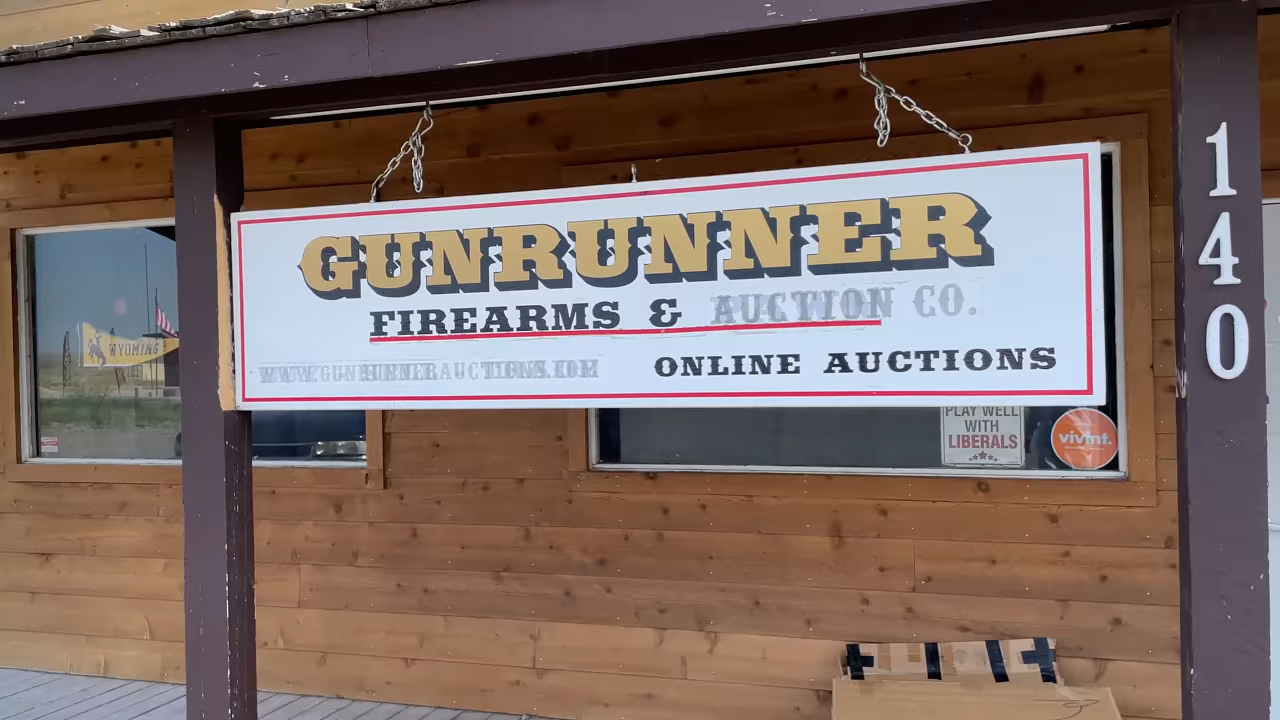 GUNRUNNER
FIREARMS & AUCTION CO.
WWW.GUNRUNNERAUCTIONS.COM
ONLINE AUCTIONS
140
WYOMING
PLAY WELL
WITH
LIBERALS
vivint.